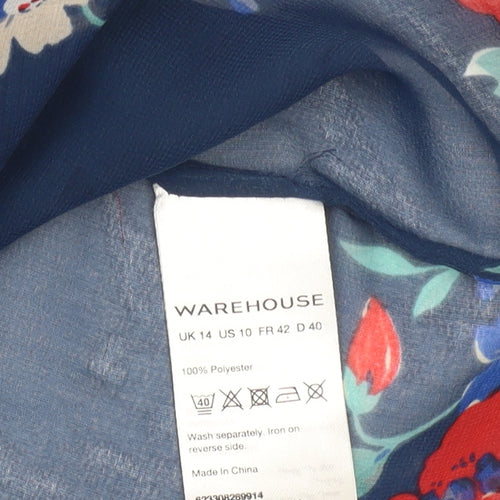 WAREHOUSE
UK 14 US 10 FR 42 D 40
100% Polyester
40
Wash separately. Iron on
reverse side.
Made in China
623308269914